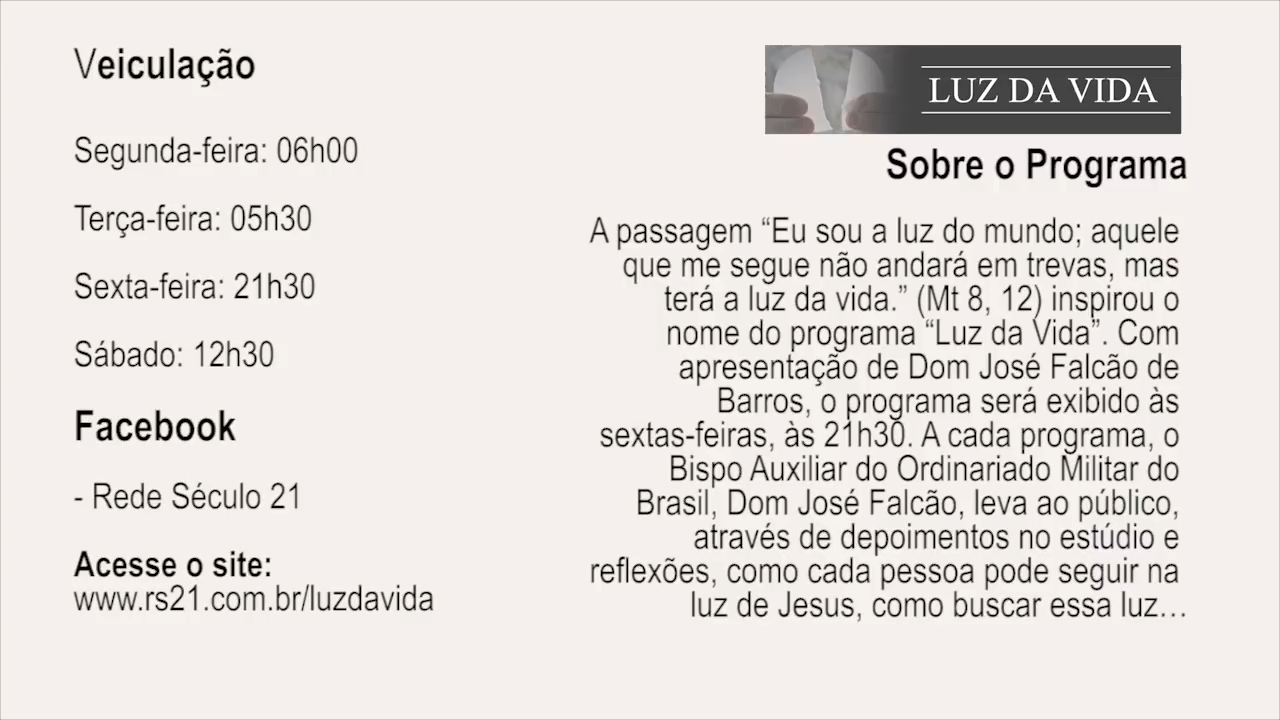 Veiculação
Segunda-feira: 06h00
Terça-feira: 05h30
Sexta-feira: 21h30
Sábado: 12h30
Facebook
- Rede Século 21
Acesse o site:
www.rs21.com.br/luzdavida
LUZ DA VIDA
Sobre o Programa
A passagem “Eu sou a luz do mundo; aquele
que me segue não andará em trevas, mas
terá a luz da vida.” (Mt 8, 12) inspirou o
nome do programa “Luz da Vida”. Com
apresentação de Dom José Falcão de
Barros, o programa será exibido às
sextas-feiras, às 21h30. A cada programa, o
Bispo Auxiliar do Ordinariado Militar do
Brasil, Dom José Falcão, leva ao público,
através de depoimentos no estúdio e
reflexões, como cada pessoa pode seguir na
luz de Jesus, como buscar essa luz…